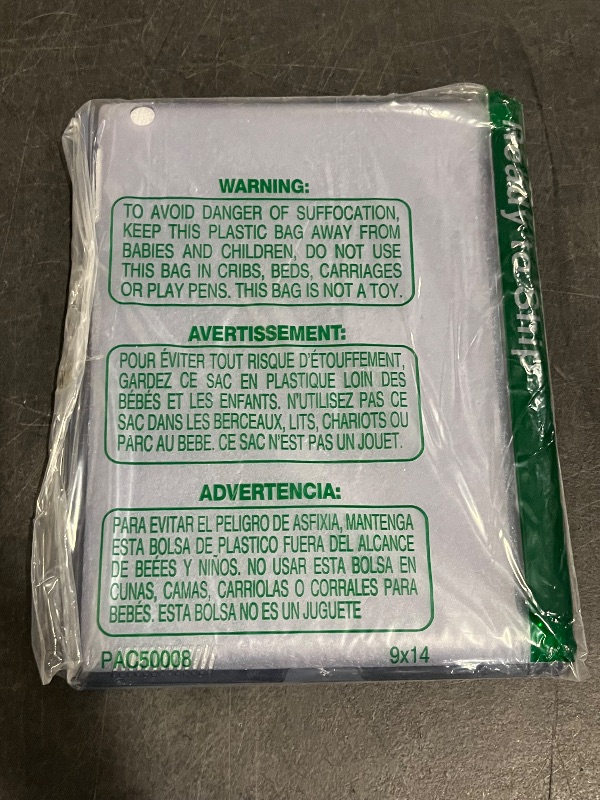 WARNING:
TO AVOID DANGER OF SUFFOCATION,
KEEP THIS PLASTIC BAG AWAY FROM
BABIES AND CHILDREN, DO NOT USE
THIS BAG IN CRIBS, BEDS, CARRIAGES
OR PLAY PENS. THIS BAG IS NOT A TOY.
AVERTISSEMENT:
POUR ÉVITER TOUT RISQUE D'ÉTOUFFEMENT,
GARDEZ CE SAC EN PLASTIQUE LOIN DES
BÉBÉS ET LES ENFANTS. N'UTILISEZ PAS CE
SAC DANS LES BERCEAUX, LITS, CHARIOTS OU
PARC AU BEBE. CE SAC N'EST PAS UN JOUET.
ADVERTENCIA:
PARA EVITAR EL PELIGRO DE ASFIXIA, MANTENGA
ESTA BOLSA DE PLASTICO FUERA DEL ALCANCE
DE BEÉES Y NIÑOS. NO USAR ESTA BOLSA EN
CUNAS, CAMAS, CARRIOLAS O CORRALES PARA
BEBÉS. ESTA BOLSA NO ES UN JUGUETE
PAC50008
9x14
Ready To Ship